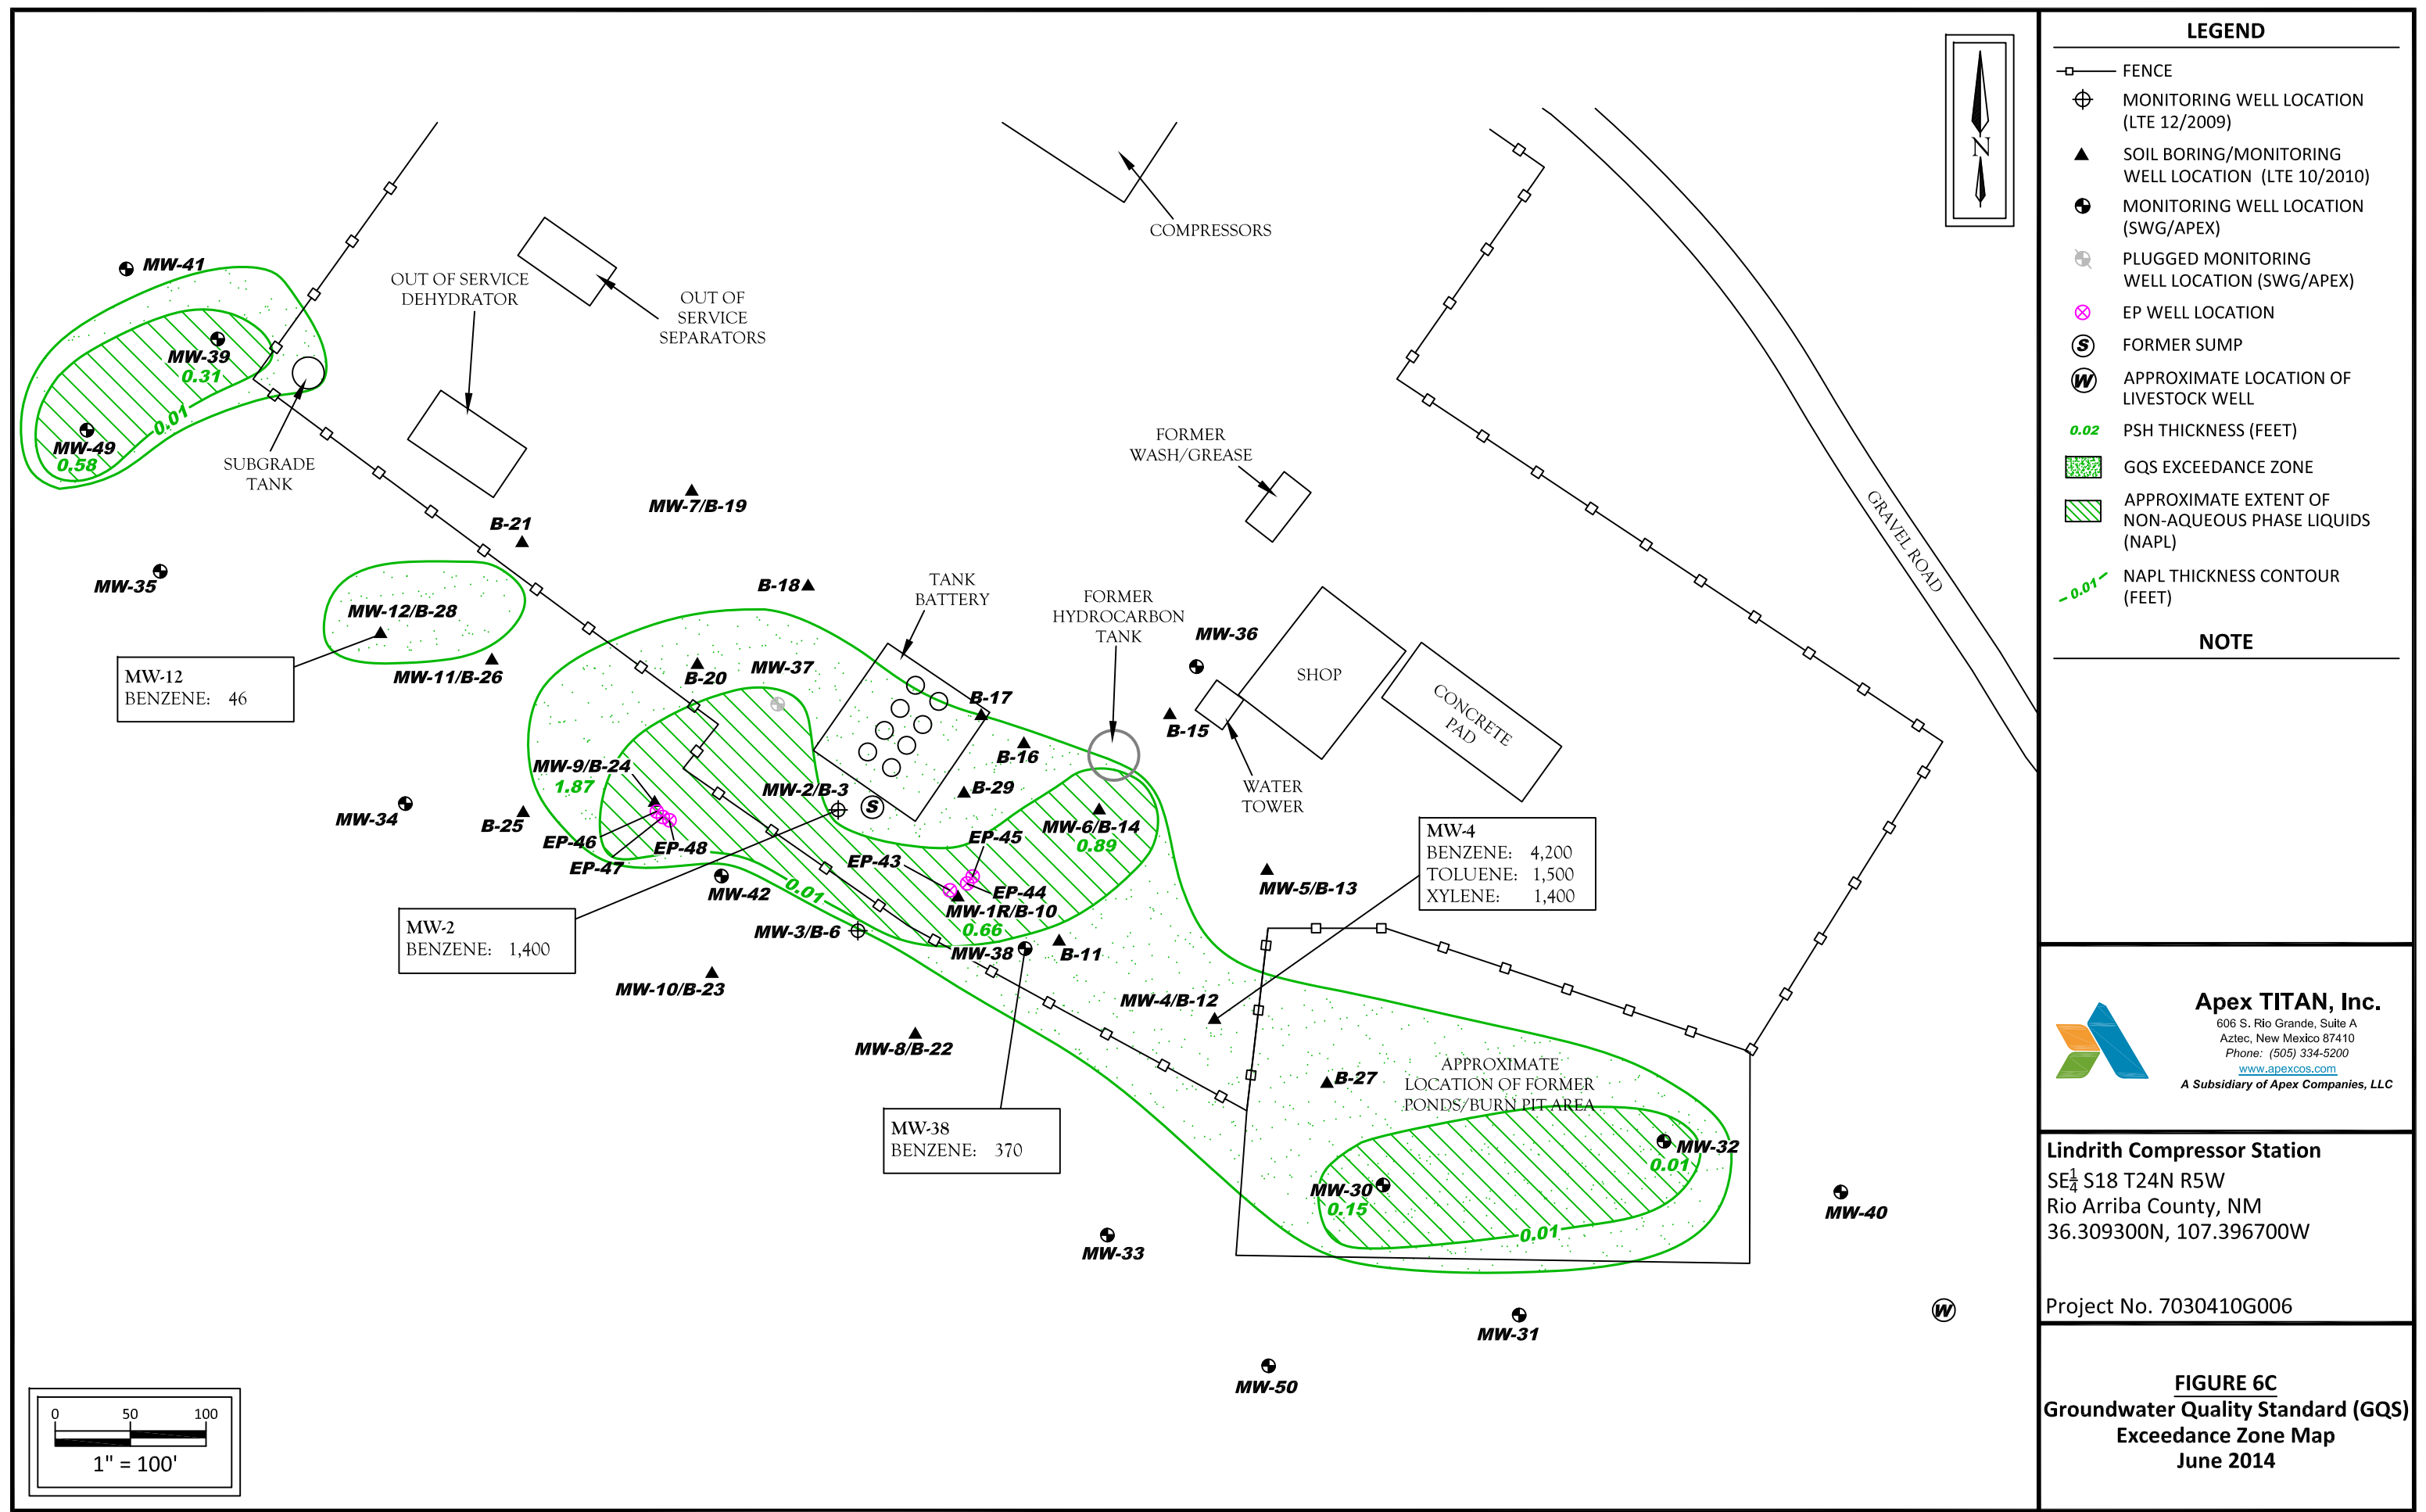 COMPRESSORS
N
MW-41
OUT OF SERVICE
DEHYDRATOR
OUT OF
SERVICE
SEPARATORS
MW-39
0.31
0.01
MW-49
0.58
SUBGRADE
TANK
FORMER
WASH/GREASE
GRAVEL ROAD
MW-7/B-19
B-21
MW-35
B-18
TANK
BATTERY
FORMER
HYDROCARBON
TANK
MW-12/B-28
MW-36
MW-11/B-26
MW-12
BENZENE: 46
B-20
MW-37
B-17
SHOP
CONCRETE
PAD
B-15
B-16
MW-9/B-24
1.87
MW-2/B-3
S
B-29
WATER
TOWER
MW-34
B-25
EP-46
EP-47
EP-48
EP-43
EP-45
EP-44
MW-6/B-14
0.89
MW-4
BENZENE: 4,200
TOLUENE: 1,500
XYLENE: 1,400
MW-42
0.01
MW-5/B-13
MW-1R/B-10
0.66
MW-3/B-6
MW-38
B-11
MW-2
BENZENE: 1,400
MW-10/B-23
MW-4/B-12
MW-8/B-22
APPROXIMATE
LOCATION OF FORMER
PONDS/BURN PIT AREA
B-27
MW-38
BENZENE: 370
MW-32
0.01
MW-30
0.15
0.01
MW-40
MW-33
W
MW-31
MW-50
0 50 100
1" = 100'
LEGEND
FENCE
MONITORING WELL LOCATION
(LTE 12/2009)
SOIL BORING/MONITORING
WELL LOCATION (LTE 10/2010)
MONITORING WELL LOCATION
(SWG/APEX)
PLUGGED MONITORING
WELL LOCATION (SWG/APEX)
EP WELL LOCATION
S FORMER SUMP
W APPROXIMATE LOCATION OF
LIVESTOCK WELL
0.02 PSH THICKNESS (FEET)
GQS EXCEEDANCE ZONE
APPROXIMATE EXTENT OF
NON-AQUEOUS PHASE LIQUIDS
(NAPL)
0.01 NAPL THICKNESS CONTOUR
(FEET)
NOTE
Apex TITAN, Inc.
606 S. Rio Grande, Suite A
Aztec, New Mexico 87410
Phone: (505) 334-5200
www.apexcos.com
A Subsidiary of Apex Companies, LLC
Lindrith Compressor Station
SE¼ S18 T24N R5W
Rio Arriba County, NM
36.309300N, 107.396700W
Project No. 7030410G006
FIGURE 6C
Groundwater Quality Standard (GQS)
Exceedance Zone Map
June 2014